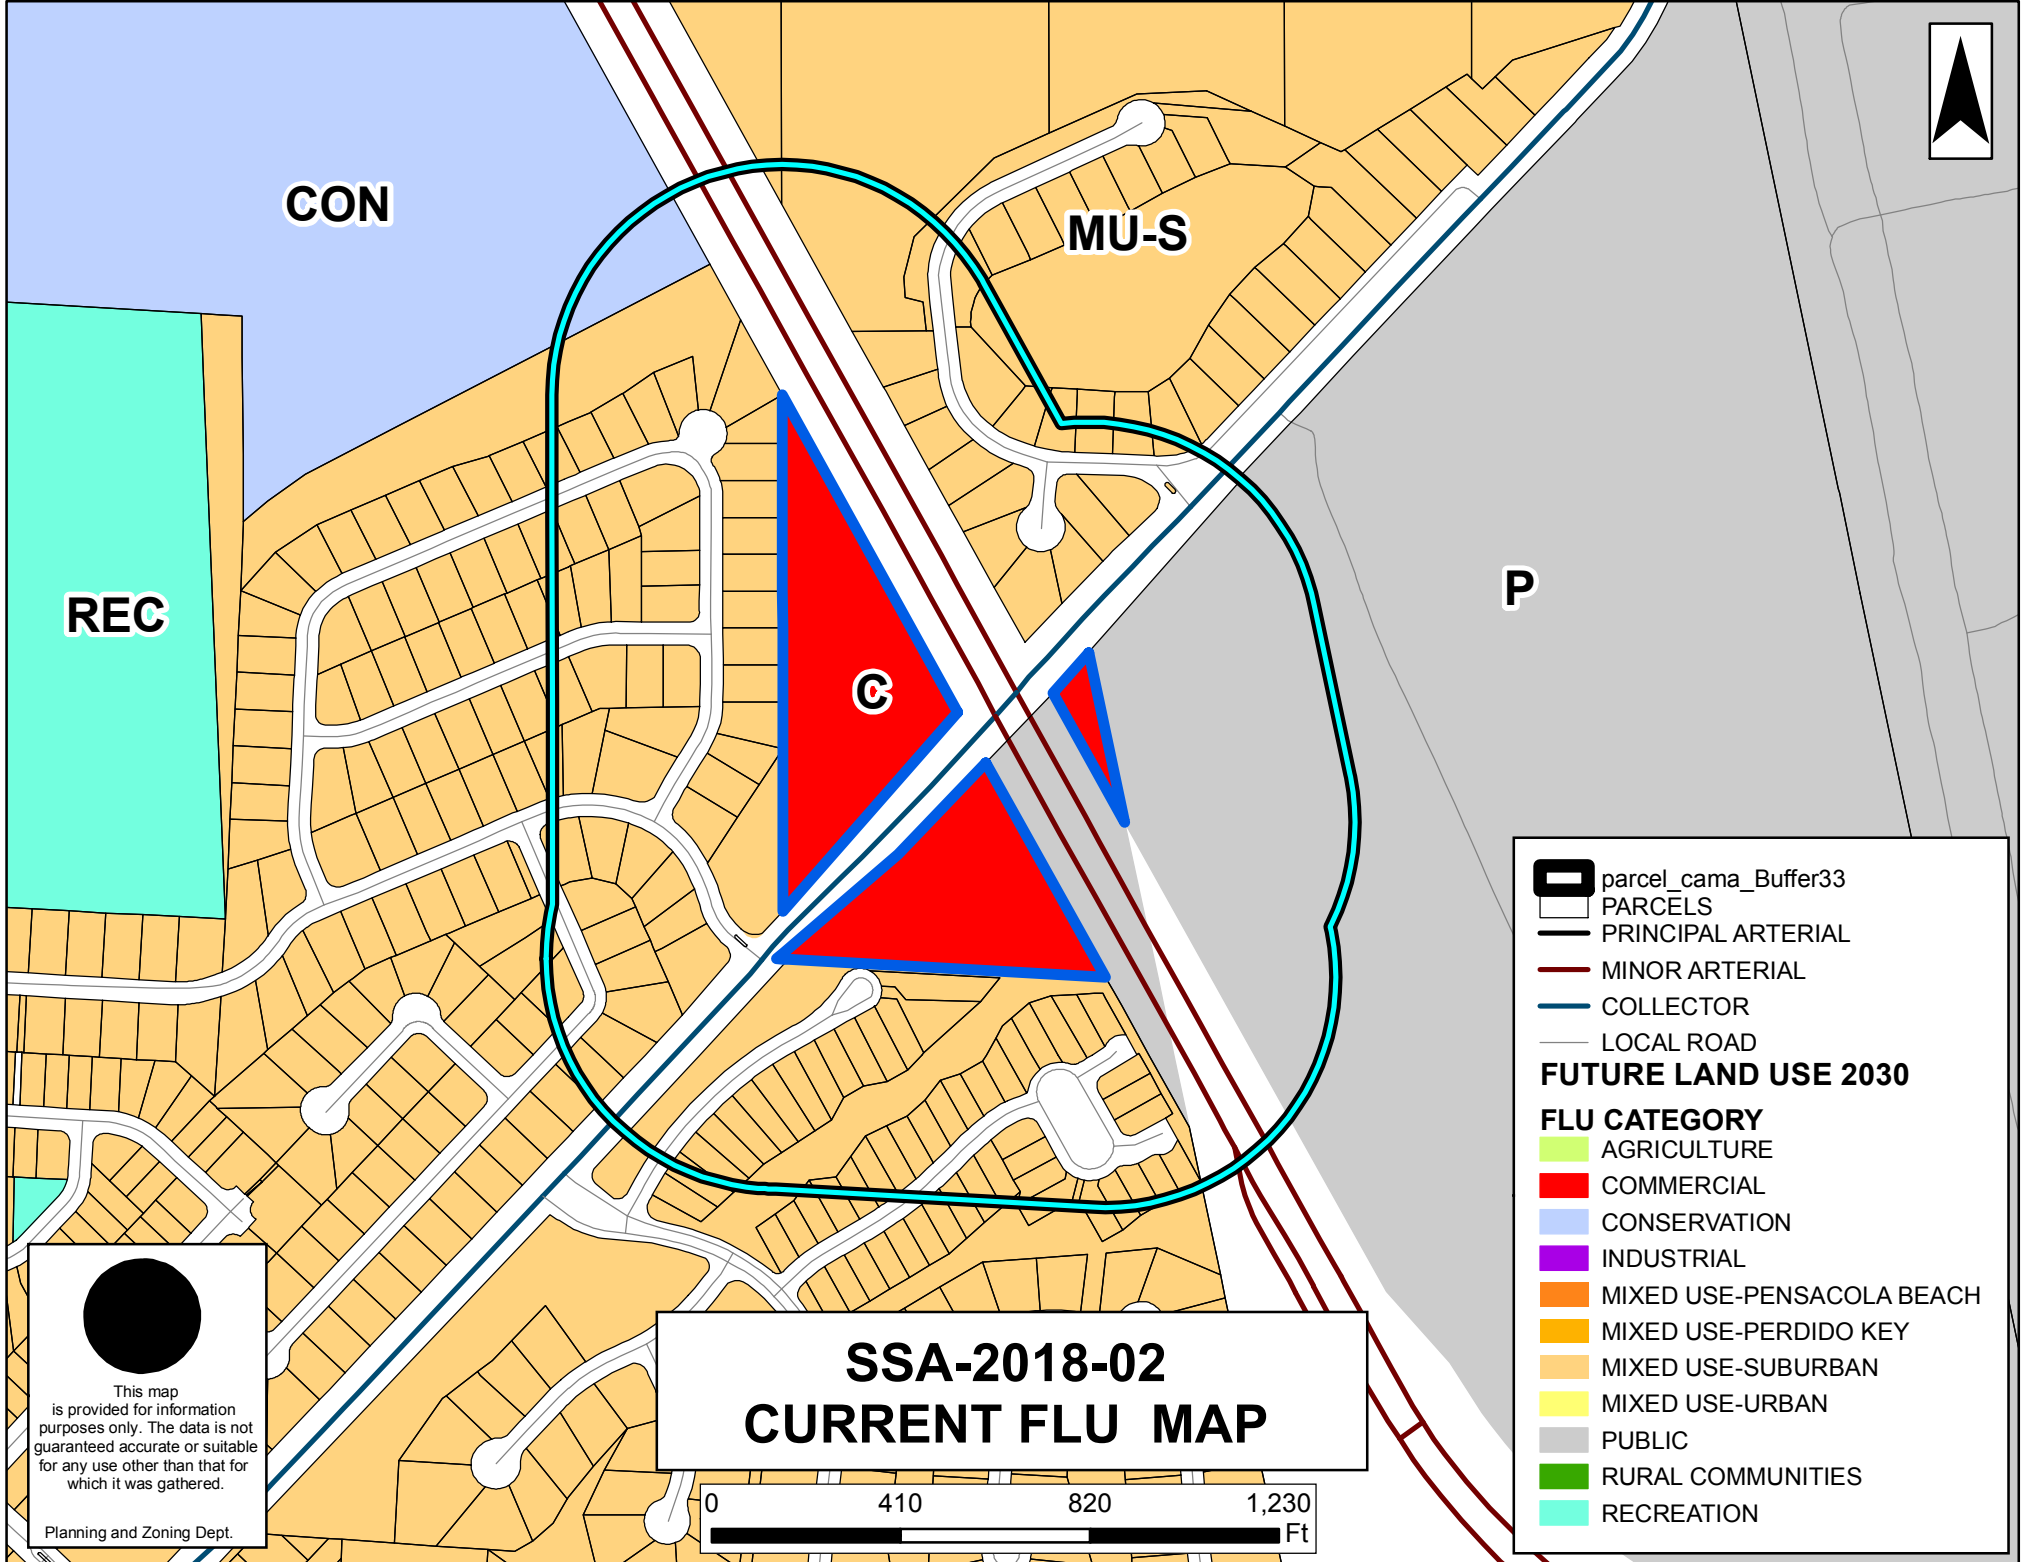 CON
MU-S
REC
P
C
parcel_cama_Buffer33
PARCELS
PRINCIPAL ARTERIAL
MINOR ARTERIAL
COLLECTOR
LOCAL ROAD
FUTURE LAND USE 2030
FLU CATEGORY
AGRICULTURE
COMMERCIAL
CONSERVATION
INDUSTRIAL
MIXED USE-PENSACOLA BEACH
MIXED USE-PERDIDO KEY
MIXED USE-SUBURBAN
MIXED USE-URBAN
PUBLIC
RURAL COMMUNITIES
RECREATION
This map
is provided for information
purposes only. The data is not
guaranteed accurate or suitable
for any use other than that for
which it was gathered.
Planning and Zoning Dept.
SSA-2018-02
CURRENT FLU MAP
0 410 820 1,230
Ft